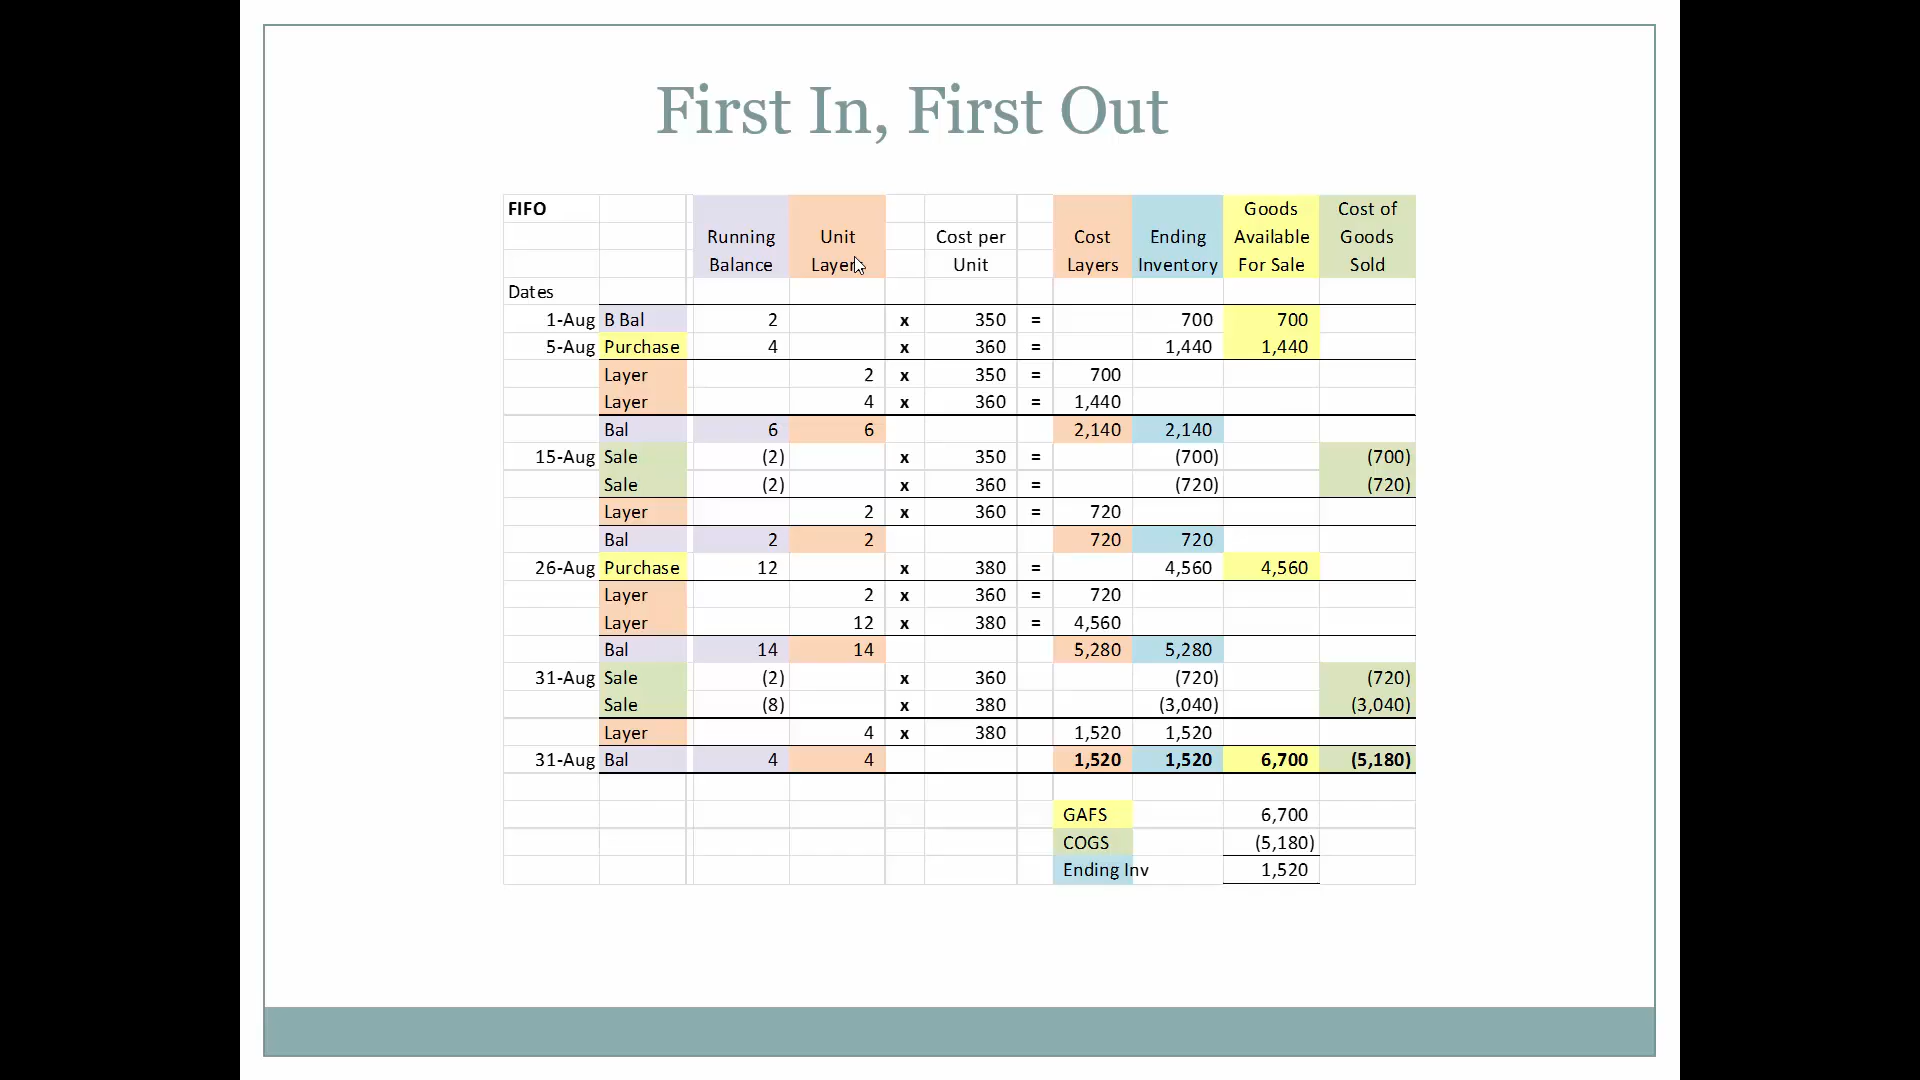 First In, First Out
FIFO Goods Cost of
Running Unit Cost per Cost Ending Available Goods
Balance Layers Unit Layers Inventory For Sale Sold
Dates
1-Aug B Bal 2 x 350 = 700 700
5-Aug Purchase 4 x 360 = 1,440 1,440
Layer 2 x 350 = 700
Layer 4 x 360 = 1,440
Bal 6 6 2,140 2,140
15-Aug Sale (2) x 350 = (700) (700)
Sale (2) x 360 = (720) (720)
Layer 2 x 360 = 720
Bal 2 2 720 720
26-Aug Purchase 12 x 380 = 4,560 4,560
Layer 2 x 360 = 720
Layer 12 x 380 = 4,560
Bal 14 14 5,280 5,280
31-Aug Sale (2) x 360 (720) (720)
Sale (8) x 380 (3,040) (3,040)
Layer 4 x 380 1,520 1,520
31-Aug Bal 4 4 1,520 1,520 6,700 (5,180)
GAFS 6,700
COGS (5,180)
Ending Inv 1,520